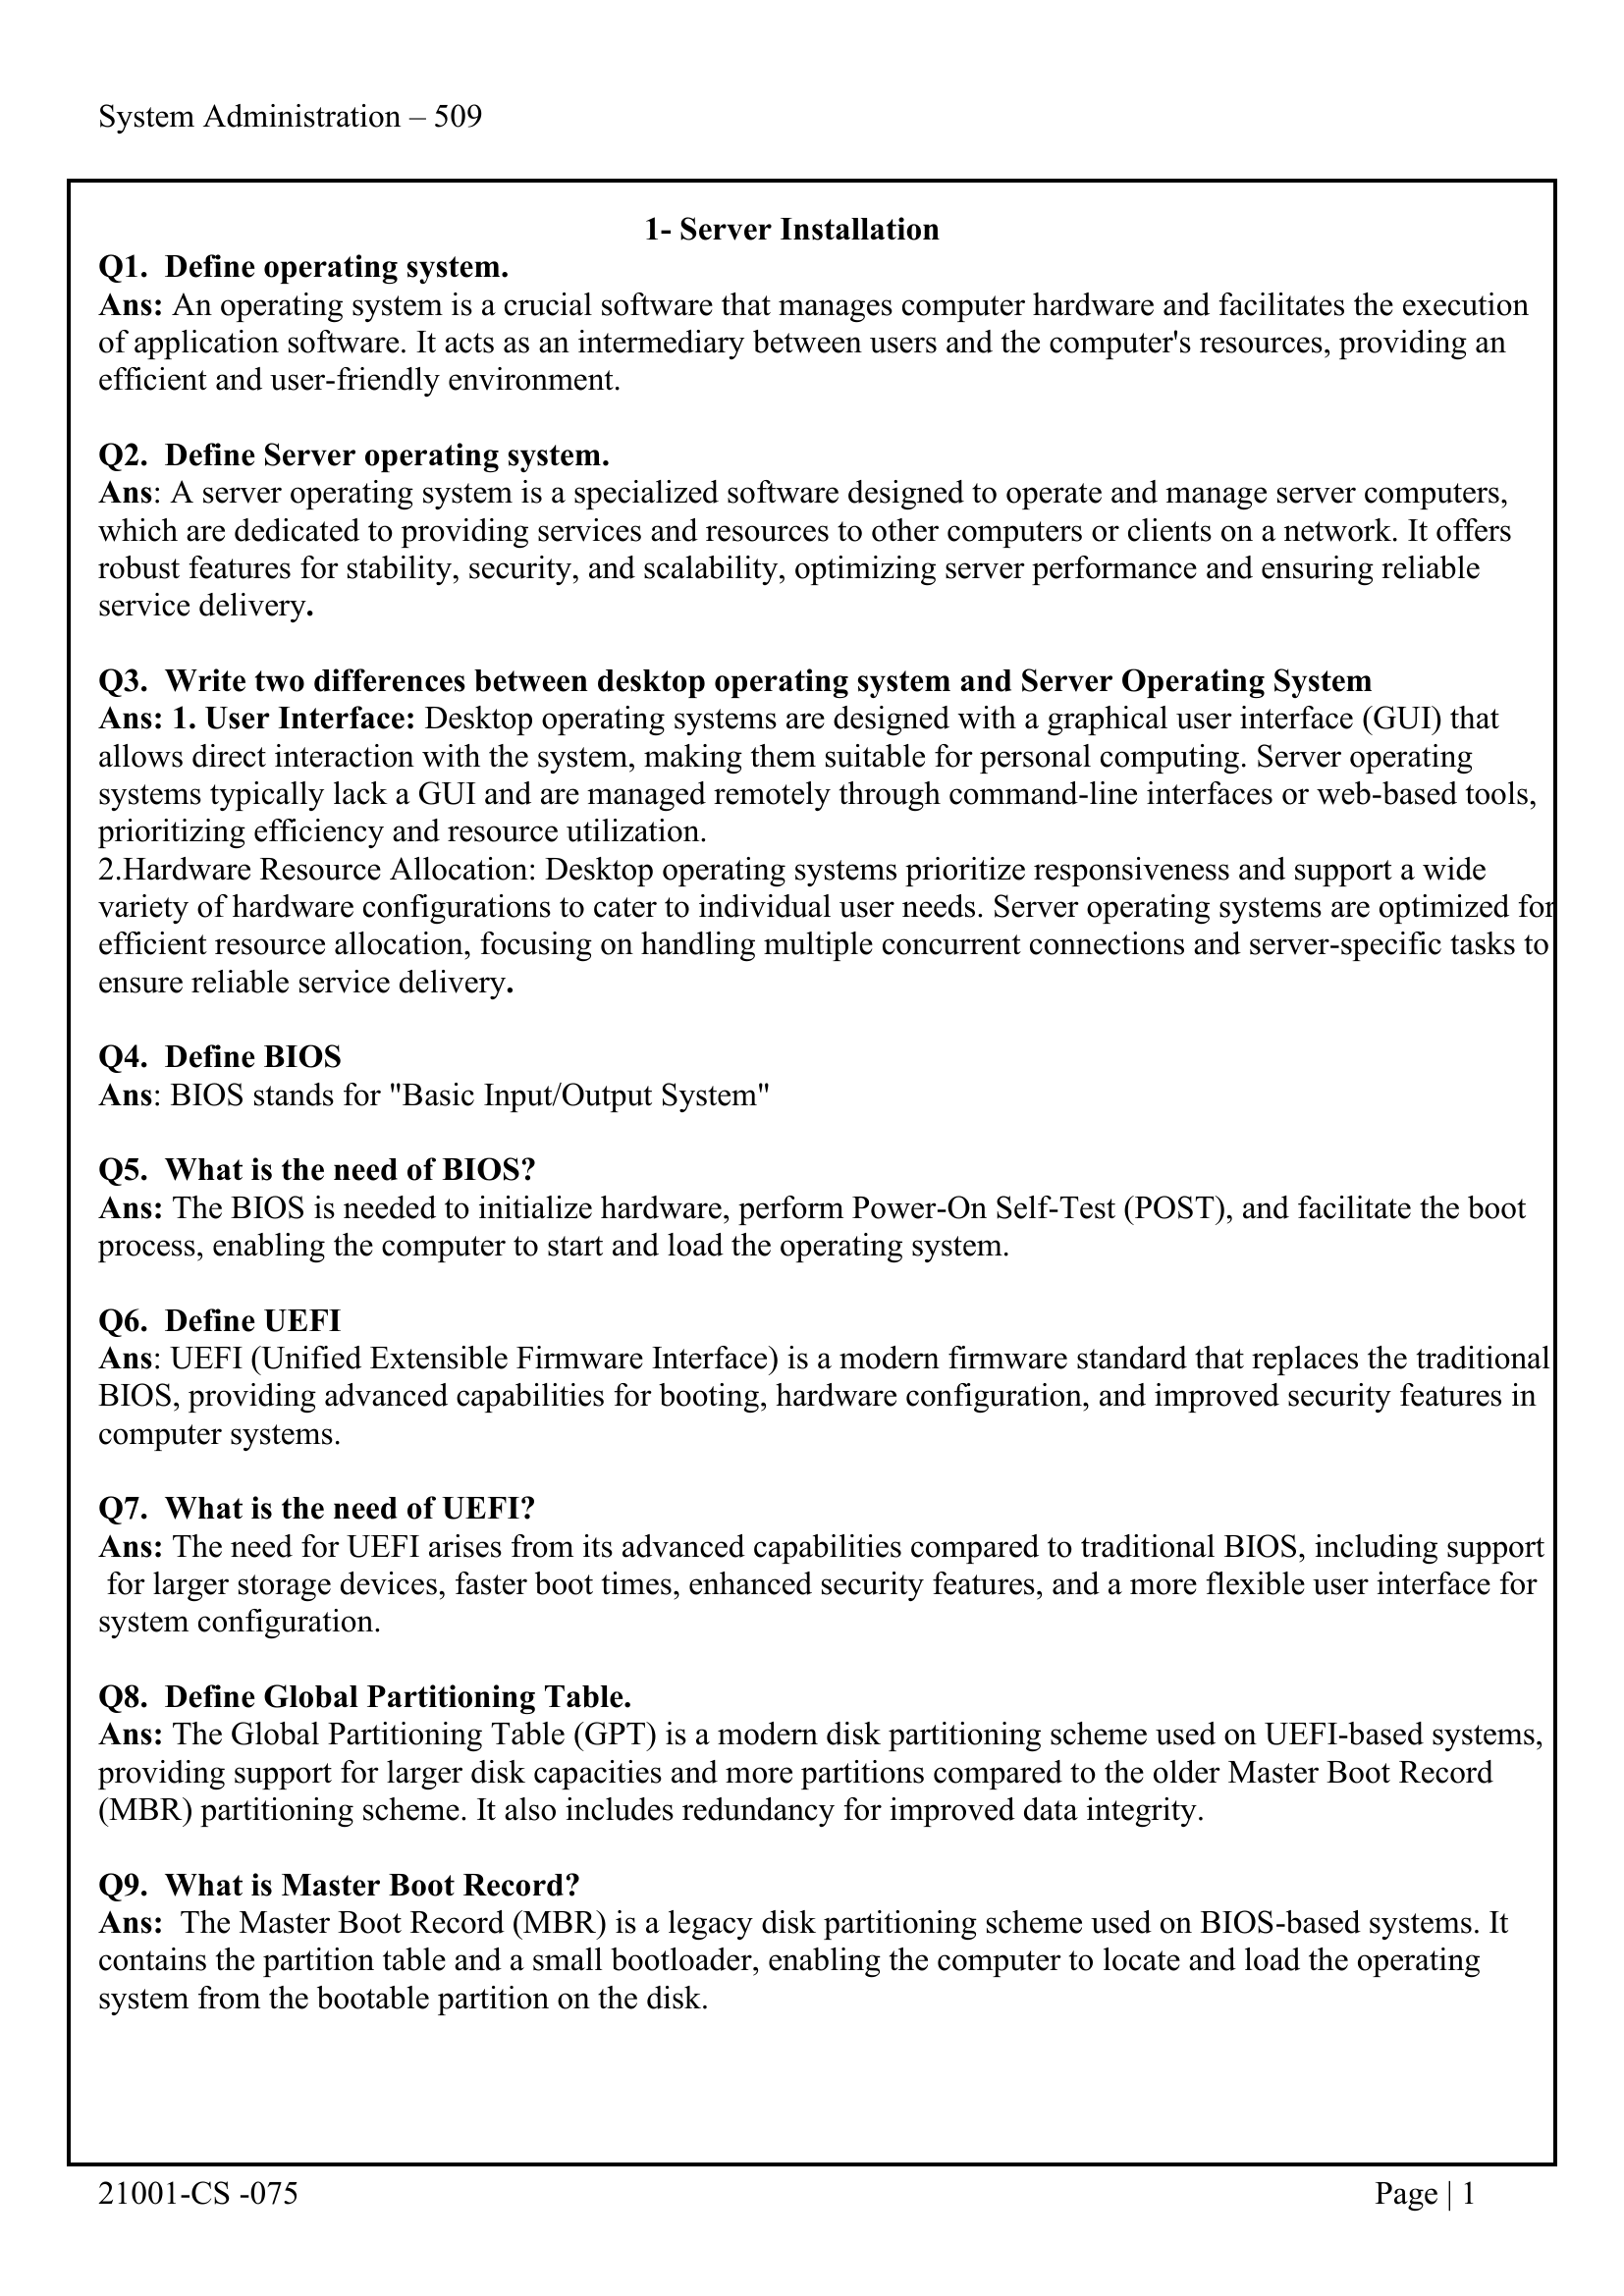 System Administration – 509
1- Server Installation
Q1.  Define operating system.
Ans: An operating system is a crucial software that manages computer hardware and facilitates the execution
of application software. It acts as an intermediary between users and the computer's resources, providing an
efficient and user-friendly environment.
Q2.  Define Server operating system.
Ans: A server operating system is a specialized software designed to operate and manage server computers,
which are dedicated to providing services and resources to other computers or clients on a network. It offers
robust features for stability, security, and scalability, optimizing server performance and ensuring reliable
service delivery.
Q3.  Write two differences between desktop operating system and Server Operating System
Ans: 1. User Interface: Desktop operating systems are designed with a graphical user interface (GUI) that
allows direct interaction with the system, making them suitable for personal computing. Server operating
systems typically lack a GUI and are managed remotely through command-line interfaces or web-based tools,
prioritizing efficiency and resource utilization.
2.Hardware Resource Allocation: Desktop operating systems prioritize responsiveness and support a wide
variety of hardware configurations to cater to individual user needs. Server operating systems are optimized for
efficient resource allocation, focusing on handling multiple concurrent connections and server-specific tasks to
ensure reliable service delivery.
Q4.  Define BIOS
Ans: BIOS stands for "Basic Input/Output System"
Q5.  What is the need of BIOS?
Ans: The BIOS is needed to initialize hardware, perform Power-On Self-Test (POST), and facilitate the boot
process, enabling the computer to start and load the operating system.
Q6.  Define UEFI
Ans: UEFI (Unified Extensible Firmware Interface) is a modern firmware standard that replaces the traditional
BIOS, providing advanced capabilities for booting, hardware configuration, and improved security features in
computer systems.
Q7.  What is the need of UEFI?
Ans: The need for UEFI arises from its advanced capabilities compared to traditional BIOS, including support
for larger storage devices, faster boot times, enhanced security features, and a more flexible user interface for
system configuration.
Q8.  Define Global Partitioning Table.
Ans: The Global Partitioning Table (GPT) is a modern disk partitioning scheme used on UEFI-based systems,
providing support for larger disk capacities and more partitions compared to the older Master Boot Record
(MBR) partitioning scheme. It also includes redundancy for improved data integrity.
Q9.  What is Master Boot Record?
Ans:  The Master Boot Record (MBR) is a legacy disk partitioning scheme used on BIOS-based systems. It
contains the partition table and a small bootloader, enabling the computer to locate and load the operating
system from the bootable partition on the disk.
21001-CS -075
Page | 1